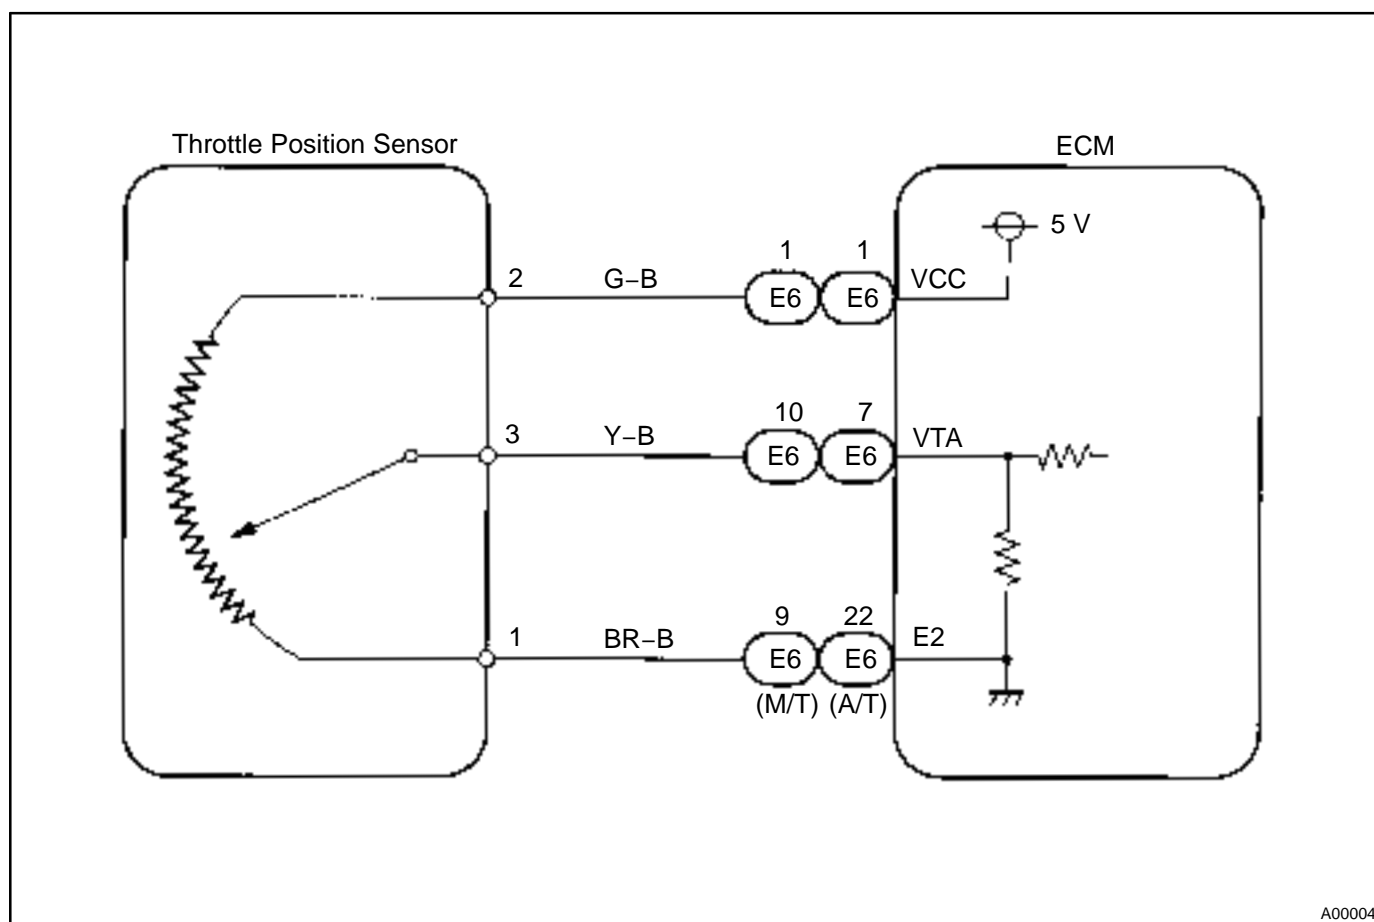 Throttle Position Sensor
ECM
5 V
1 1
2 G–B E6 E6 VCC
10 7
3 Y–B E6 E6 VTA
9 22
1 BR–B E6 E6 E2
(M/T) (A/T)
A00004